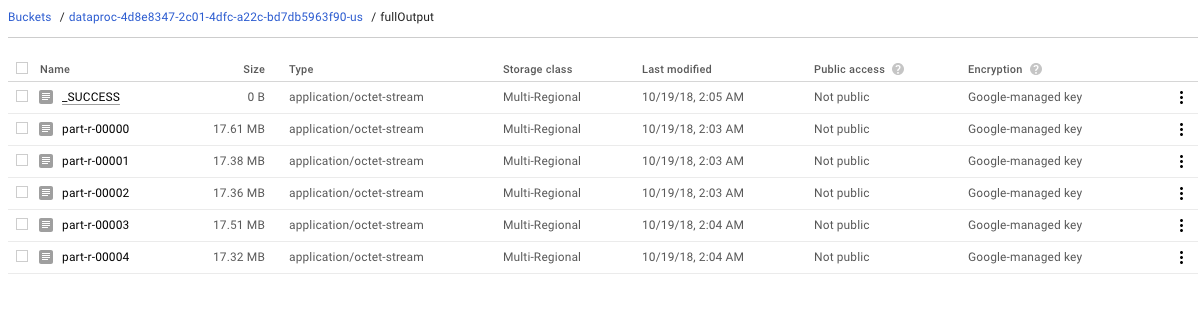 Buckets / dataproc-4d8e8347-2c01-4dfc-a22c-bd7db5963f90-us / fullOutput
Name Size Type Storage class Last modified Public access ? Encryption ?
_SUCCESS 0 B application/octet-stream Multi-Regional 10/19/18, 2:05 AM Not public Google-managed key
part-r-00000 17.61 MB application/octet-stream Multi-Regional 10/19/18, 2:03 AM Not public Google-managed key
part-r-00001 17.38 MB application/octet-stream Multi-Regional 10/19/18, 2:03 AM Not public Google-managed key
part-r-00002 17.36 MB application/octet-stream Multi-Regional 10/19/18, 2:03 AM Not public Google-managed key
part-r-00003 17.51 MB application/octet-stream Multi-Regional 10/19/18, 2:04 AM Not public Google-managed key
part-r-00004 17.32 MB application/octet-stream Multi-Regional 10/19/18, 2:04 AM Not public Google-managed key